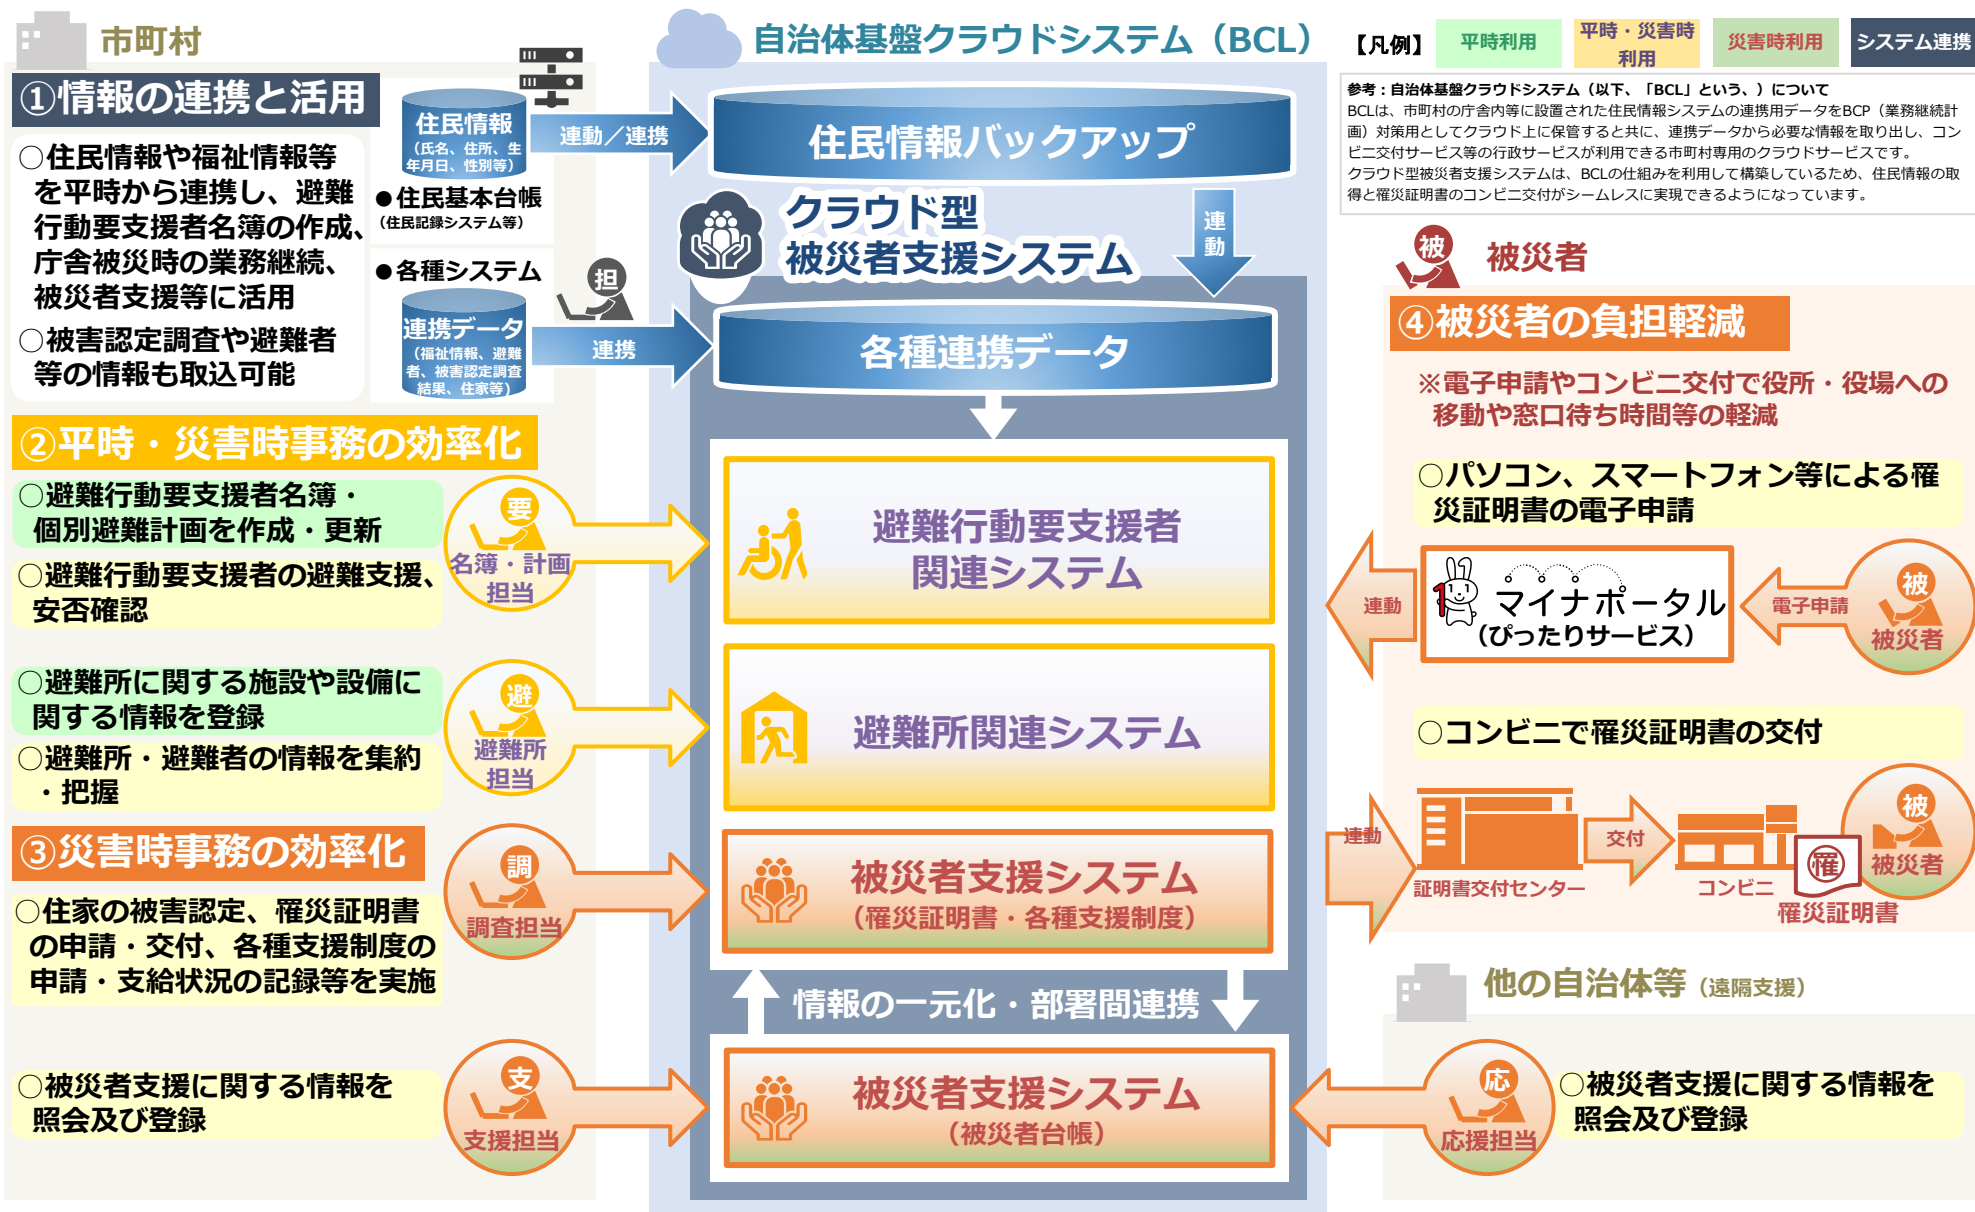 市町村
①情報の連携と活用
○住民情報や福祉情報等
を平時から連携し、避難
行動要支援者名簿の作成、
庁舎被災時の業務継続、
被災者支援等に活用
○被害認定調査や避難者
等の情報も取込可能
住民情報
(氏名、住所、生
年月日、性別等)
●住民基本台帳
(住民記録システム等)
●各種システム
担
連携データ
(福祉情報、避難
者、被害認定調査
結果、住家等)
連動／連携
連携
②平時・災害時事務の効率化
○避難行動要支援者名簿・
個別避難計画を作成・更新
○避難行動要支援者の避難支援、
安否確認
要
名簿・計画
担当
○避難所に関する施設や設備に
関する情報を登録
○避難所・避難者の情報を集約
・把握
避
避難所
担当
③災害時事務の効率化
○住家の被害認定、罹災証明書
の申請・交付、各種支援制度の
申請・支給状況の記録等を実施
調
調査担当
○被災者支援に関する情報を
照会及び登録
支
支援担当
自治体基盤クラウドシステム（BCL）
住民情報バックアップ
クラウド型
被災者支援システム
連
動
各種連携データ
避難行動要支援者
関連システム
避難所関連システム
被災者支援システム
（罹災証明書・各種支援制度）
情報の一元化・部署間連携
被災者支援システム
（被災者台帳）
【凡例】
平時利用
平時・災害時
利用
災害時利用
システム連携
参考：自治体基盤クラウドシステム（以下、「BCL」という、）について
BCLは、市町村の庁舎内等に設置された住民情報システムの連携用データをBCP（業務継続計
画）対策用としてクラウド上に保管すると共に、連携データから必要な情報を取り出し、コン
ビニ交付サービス等の行政サービスが利用できる市町村専用のクラウドサービスです。
クラウド型被災者支援システムは、BCLの仕組みを利用して構築しているため、住民情報の取
得と罹災証明書のコンビニ交付がシームレスに実現できるようになっています。
被
被災者
④被災者の負担軽減
※電子申請やコンビニ交付で役所・役場への
移動や窓口待ち時間等の軽減
○パソコン、スマートフォン等による罹
災証明書の電子申請
連動
マイナポータル
（ぴったりサービス）
電子申請
被
被災者
○コンビニで罹災証明書の交付
連動
証明書交付センター
交付
コンビニ
罹
罹災証明書
被
被災者
他の自治体等（遠隔支援）
応
応援担当
○被災者支援に関する情報を
照会及び登録